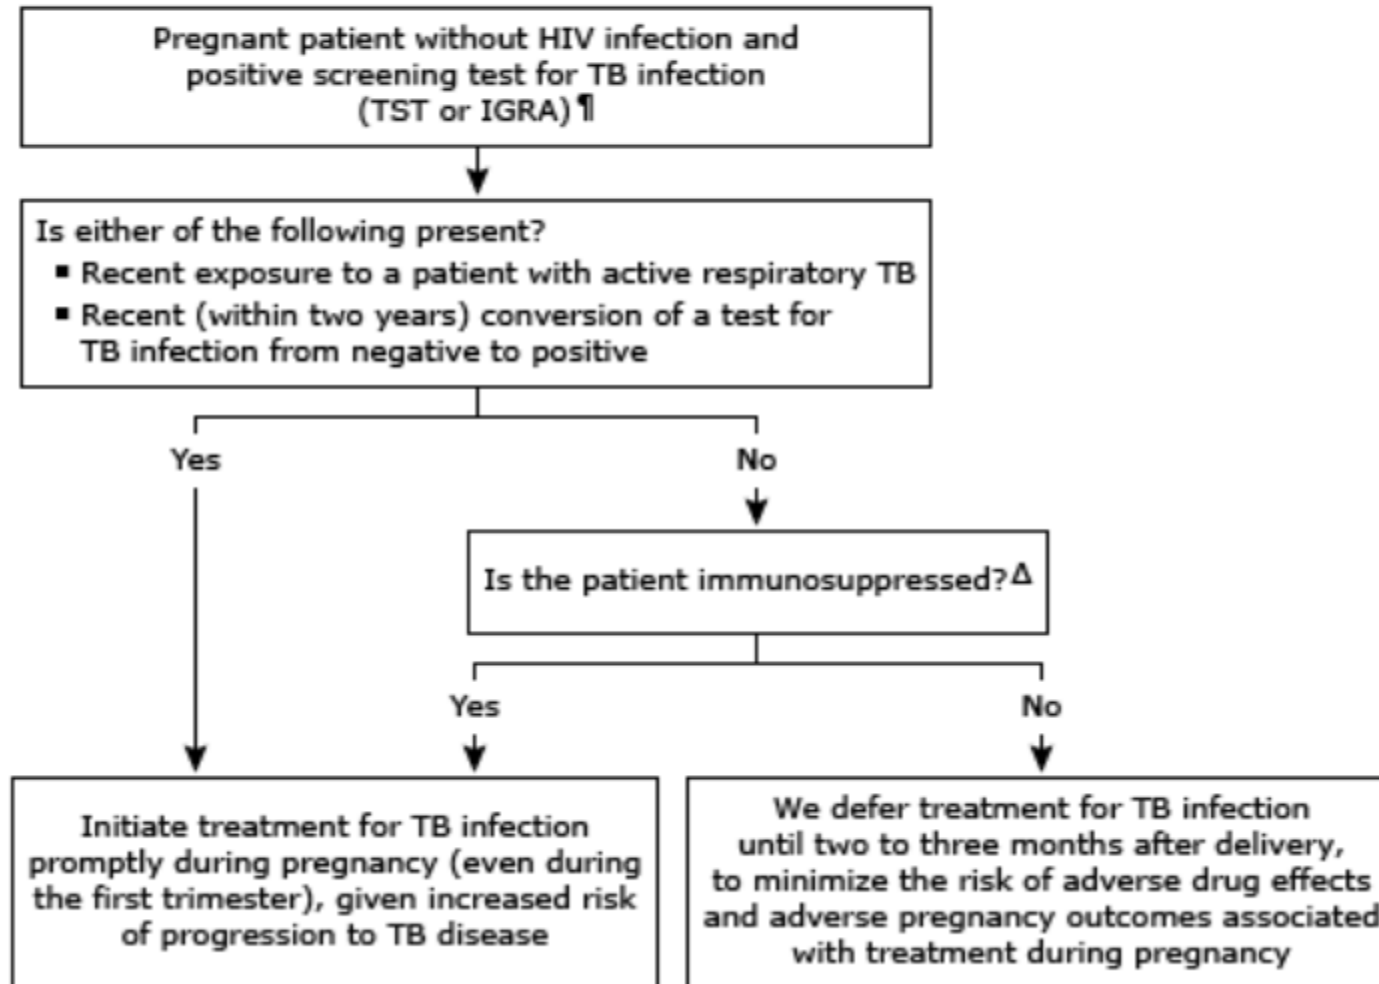 Pregnant patient without HIV infection and
positive screening test for TB infection
(TST or IGRA)¶
Is either of the following present?
▪ Recent exposure to a patient with active respiratory TB
▪ Recent (within two years) conversion of a test for
TB infection from negative to positive
Yes
No
Is the patient immunosuppressed?Δ
Yes
No
Initiate treatment for TB infection
promptly during pregnancy (even during
the first trimester), given increased risk
of progression to TB disease
We defer treatment for TB infection
until two to three months after delivery,
to minimize the risk of adverse drug effects
and adverse pregnancy outcomes associated
with treatment during pregnancy